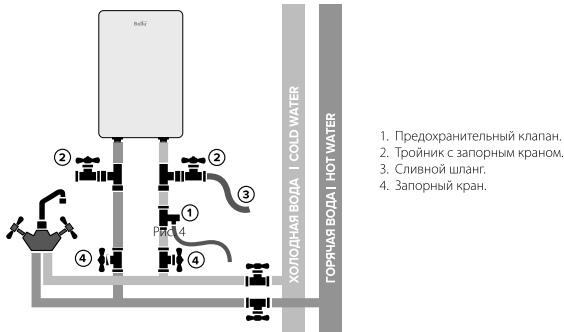 Ballu
2
2
3
1
Рис. 4
4
4
ХОЛОДНАЯ ВОДА | COLD WATER
ГОРЯЧАЯ ВОДА | HOT WATER
1. Предохранительный клапан.
2. Тройник с запорным краном.
3. Сливной шланг.
4. Запорный кран.